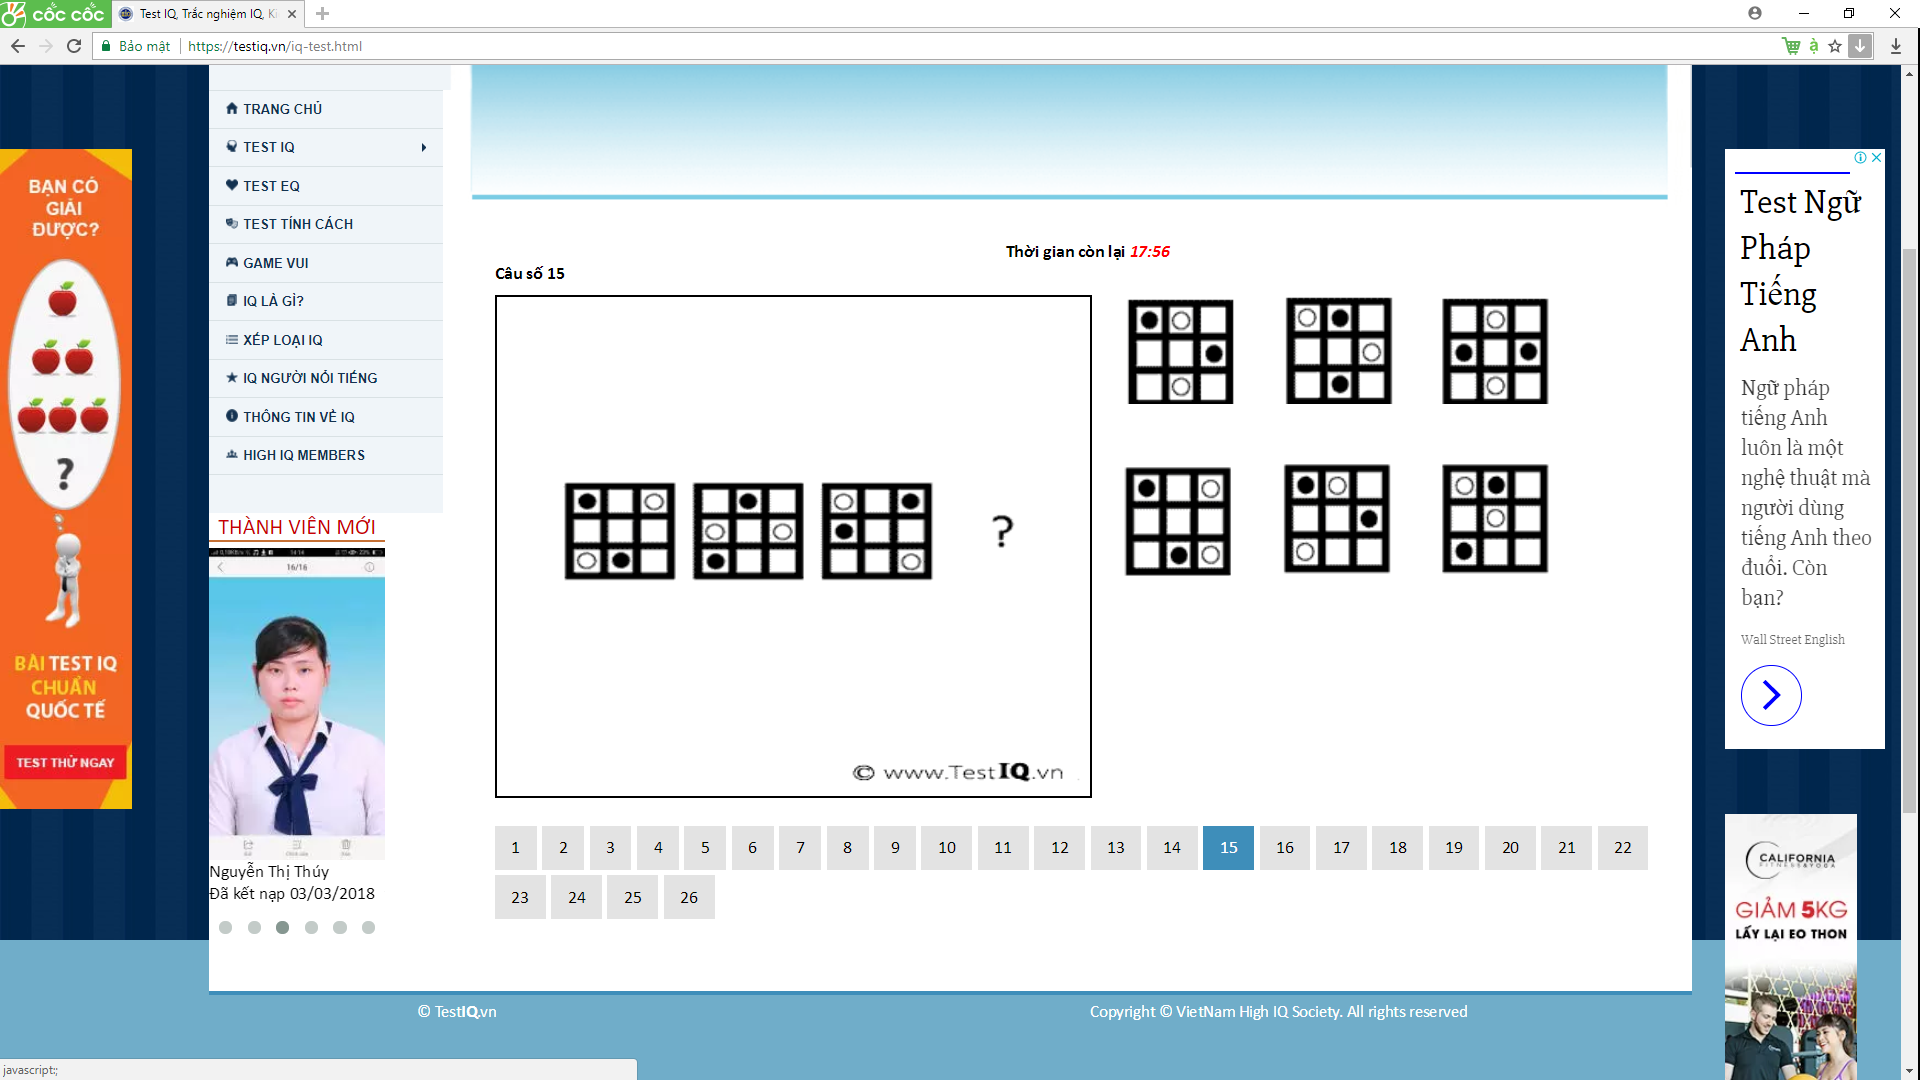 cốc cốc
Test IQ, Trắc nghiệm IQ, Ki
Bảo mật
https://testiq.vn/iq-test.html
TRANG CHỦ
TEST IQ
TEST EQ
TEST TÍNH CÁCH
GAME VUI
IQ LÀ GÌ?
XẾP LOẠI IQ
IQ NGƯỜI NỔI TIẾNG
THÔNG TIN VỀ IQ
HIGH IQ MEMBERS
THÀNH VIÊN MỚI
16/16
Nguyễn Thị Thúy
Đã kết nạp 03/03/2018
BẠN CÓ
GIẢI
ĐƯỢC?
?
BÀI TEST IQ
CHUẨN
QUỐC TẾ
TEST THỬ NGAY
Thời gian còn lại 17:56
Câu số 15
?
© www.TestIQ.vn
1 2 3 4 5 6 7 8 9 10 11 12 13 14 15 16 17 18 19 20 21 22
23 24 25 26
Test Ngữ
Pháp
Tiếng
Anh
Ngữ pháp
tiếng Anh
luôn là một
nghệ thuật mà
người dùng
tiếng Anh theo
đuổi. Còn
bạn?
Wall Street English
CALIFORNIA
FITNESS & YOGA
GIẢM 5KG
LẤY LẠI EO THON
© TestIQ.vn
Copyright © VietNam High IQ Society. All rights reserved
javascript:;